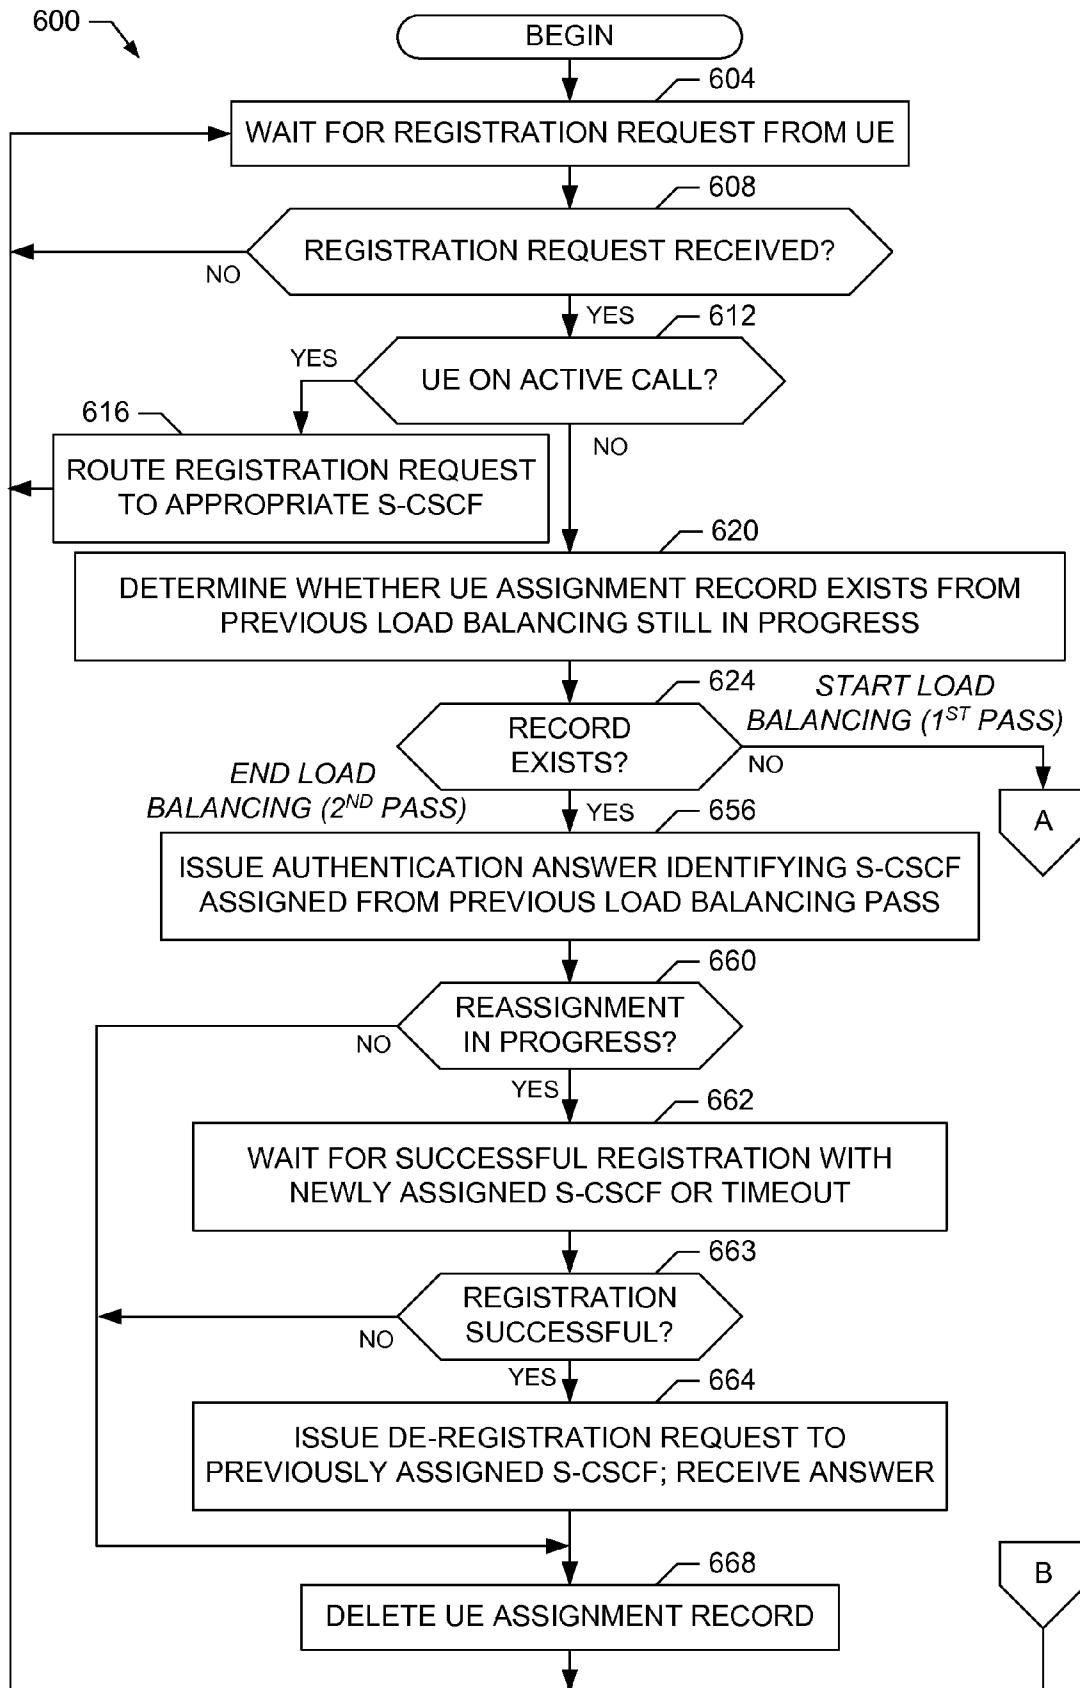 600
BEGIN
604
WAIT FOR REGISTRATION REQUEST FROM UE
608
REGISTRATION REQUEST RECEIVED?
NO
YES
612
YES
UE ON ACTIVE CALL?
616
NO
ROUTE REGISTRATION REQUEST
TO APPROPRIATE S-CSCF
620
DETERMINE WHETHER UE ASSIGNMENT RECORD EXISTS FROM
PREVIOUS LOAD BALANCING STILL IN PROGRESS
624
START LOAD
BALANCING (1ST PASS)
RECORD
EXISTS?
NO
END LOAD
BALANCING (2ND PASS)
YES
656
A
ISSUE AUTHENTICATION ANSWER IDENTIFYING S-CSCF
ASSIGNED FROM PREVIOUS LOAD BALANCING PASS
660
REASSIGNMENT
IN PROGRESS?
NO
YES
662
WAIT FOR SUCCESSFUL REGISTRATION WITH
NEWLY ASSIGNED S-CSCF OR TIMEOUT
663
REGISTRATION
SUCCESSFUL?
NO
YES
664
ISSUE DE-REGISTRATION REQUEST TO
PREVIOUSLY ASSIGNED S-CSCF; RECEIVE ANSWER
668
B
DELETE UE ASSIGNMENT RECORD